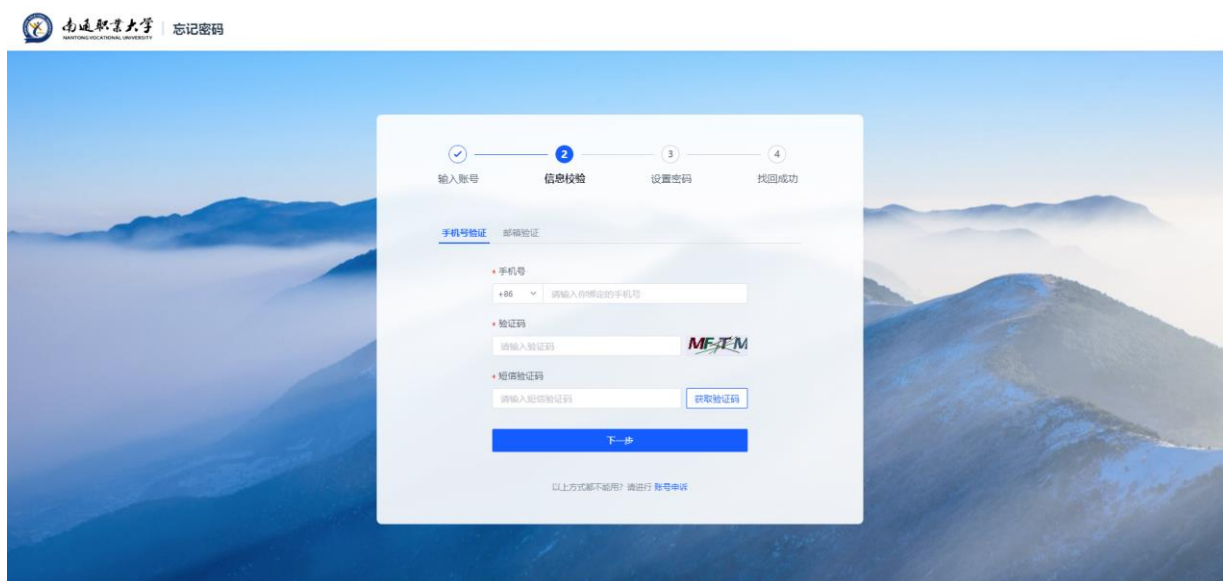 南通职业大学
NANTONG VOCATIONAL UNIVERSITY
忘记密码
2 3 4
输入账号 信息校验 设置密码 找回成功
手机号验证 邮箱验证
* 手机号
+86 请输入你绑定的手机号
* 验证码
请输入验证码 MFTM
* 短信验证码
请输入短信验证码 获取验证码
下一步
以上方式都不能用? 请进行 账号申诉